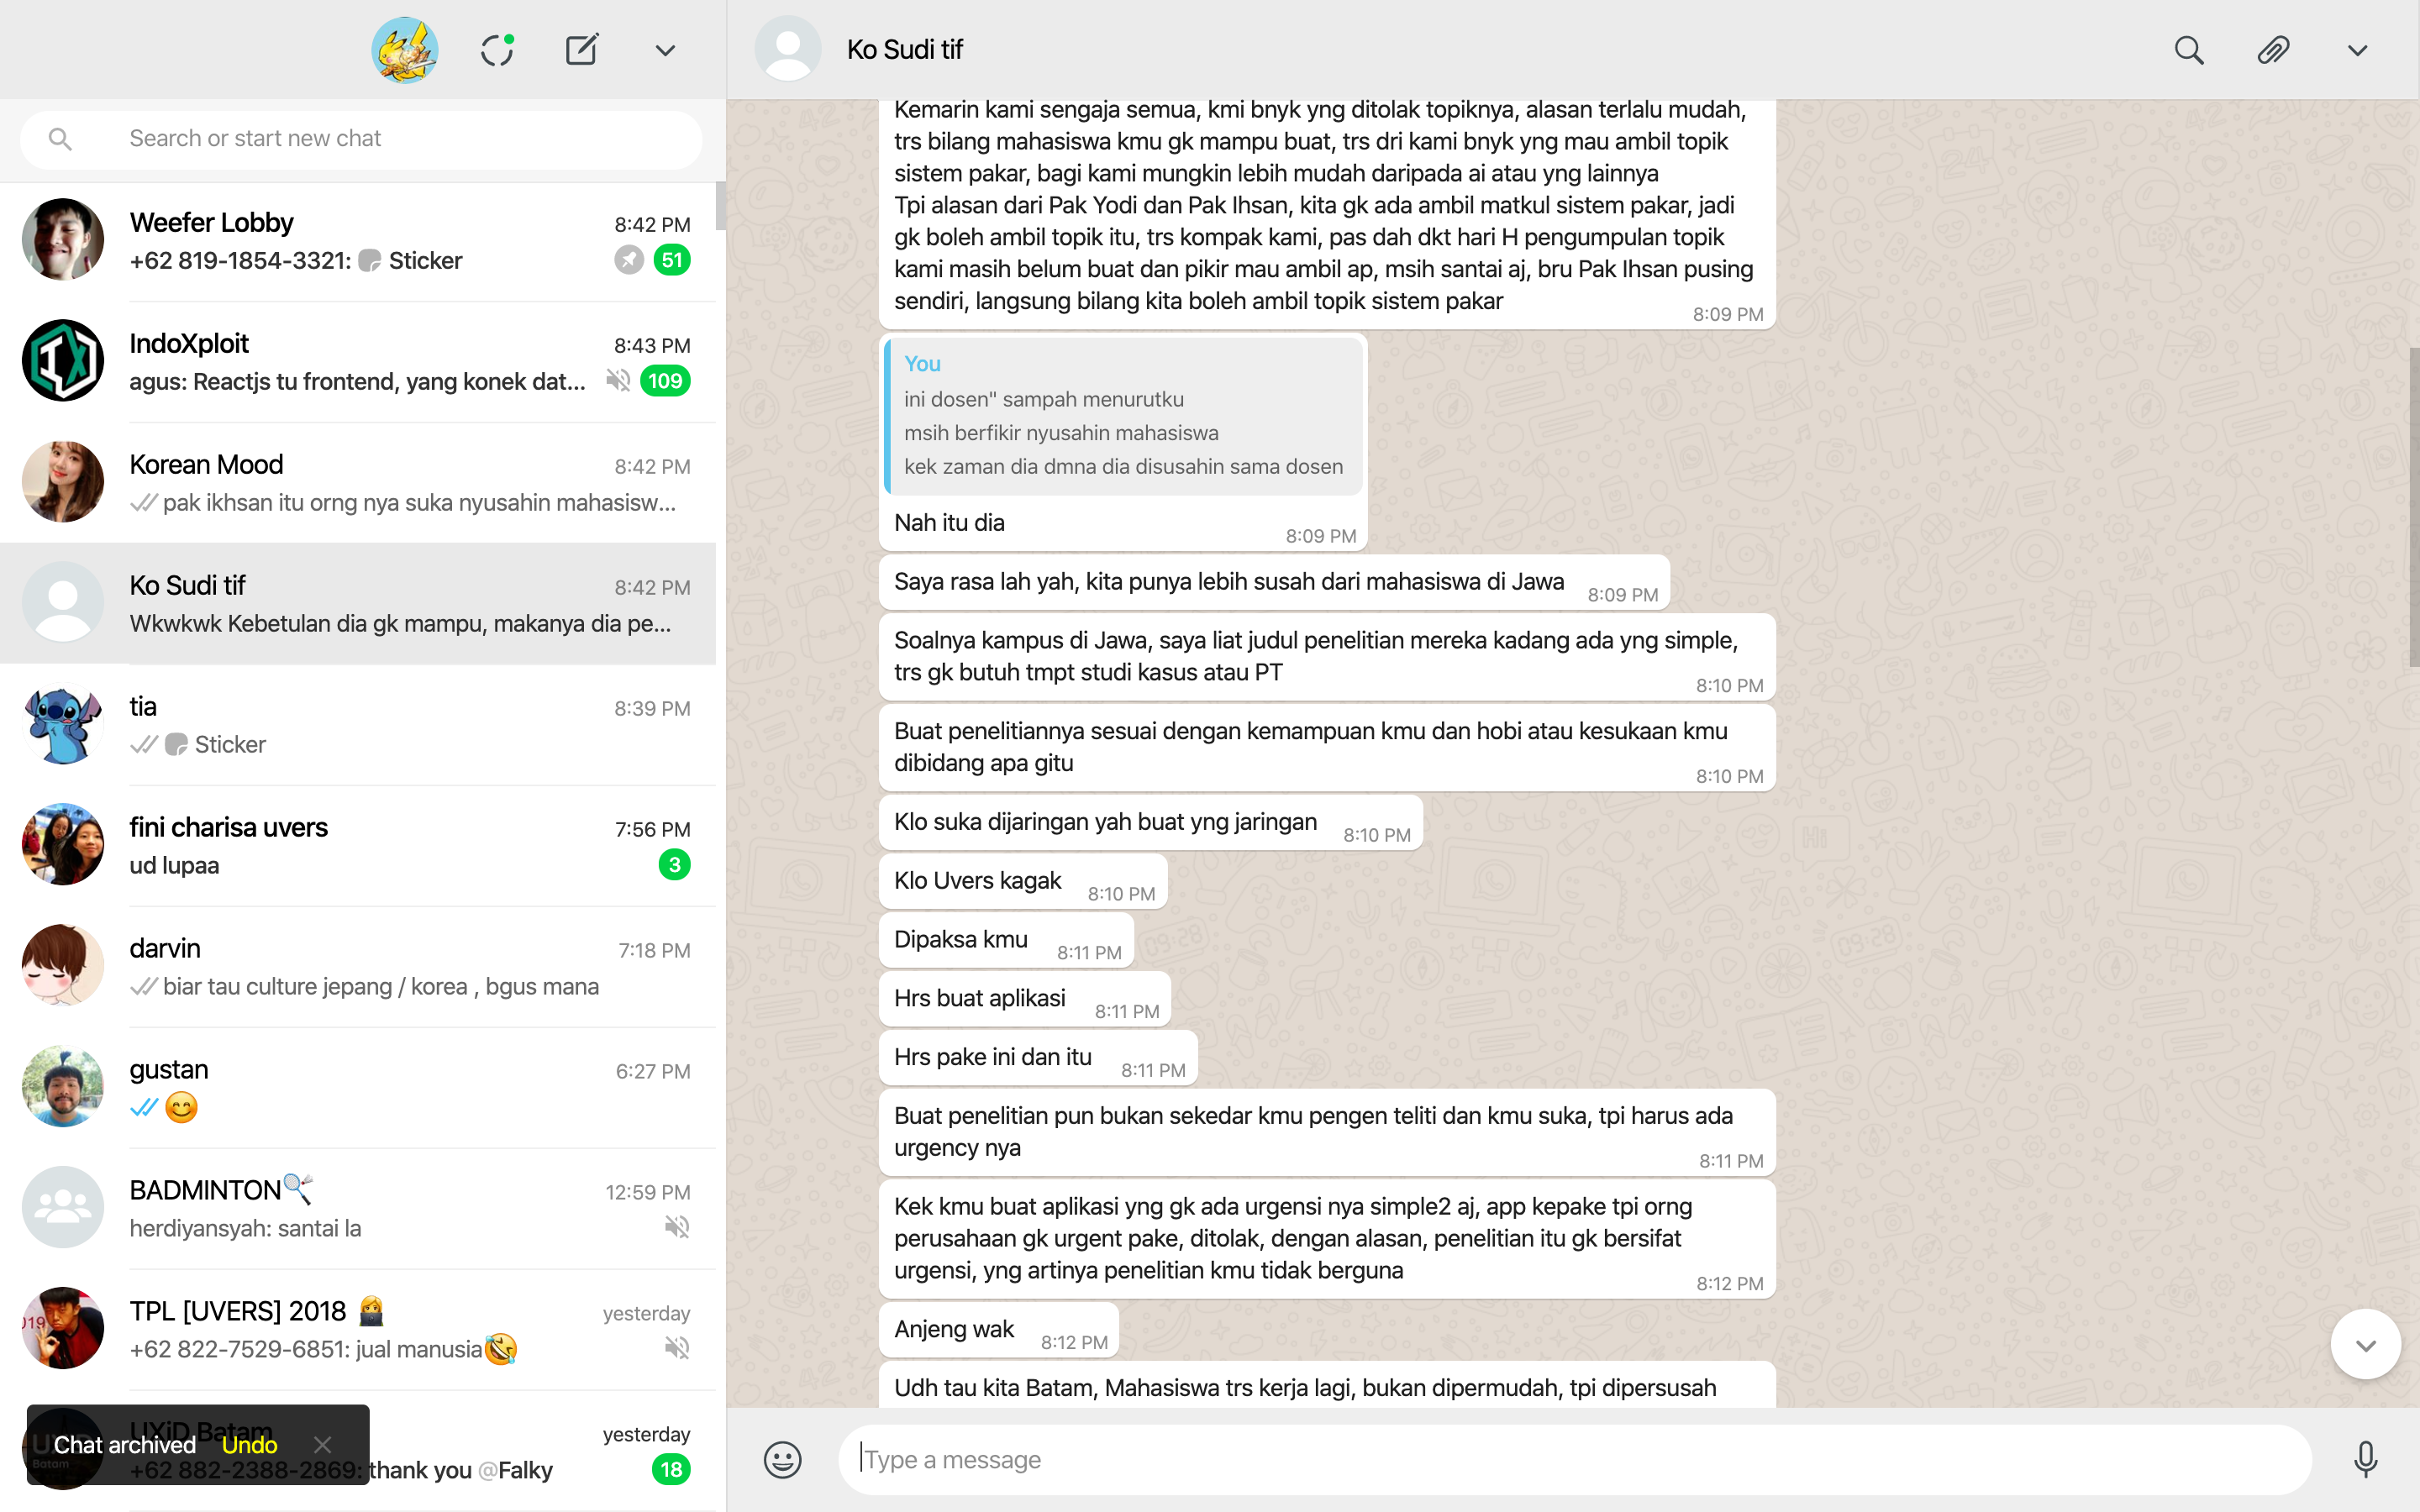 Search or start new chat
Weefer Lobby
8:42 PM
+62 819-1854-3321: Sticker
51
IndoXploit
8:43 PM
agus: Reactjs tu frontend, yang konek dat...
109
Korean Mood
8:42 PM
pak ikhsan itu orng nya suka nyusahin mahasisw...
Ko Sudi tif
8:42 PM
Wkwkwk Kebetulan dia gk mampu, makanya dia pe...
tia
8:39 PM
Sticker
fini charisa uvers
7:56 PM
ud lupaa
3
darvin
7:18 PM
biar tau culture jepang / korea , bgus mana
gustan
6:27 PM
😊
BADMINTON🏸
12:59 PM
herdiyansyah: santai la
TPL [UVERS] 2018 👩‍💻
yesterday
+62 822-7529-6851: jual manusia🤣
UXiD Batam
yesterday
+62 882-2388-2869: thank you @Falky
18
Chat archived Undo
Ko Sudi tif
Kemarin kami sengaja semua, kmi bnyk yng ditolak topiknya, alasan terlalu mudah,
trs bilang mahasiswa kmu gk mampu buat, trs dri kami bnyk yng mau ambil topik
sistem pakar, bagi kami mungkin lebih mudah daripada ai atau yng lainnya
Tpi alasan dari Pak Yodi dan Pak Ihsan, kita gk ada ambil matkul sistem pakar, jadi
gk boleh ambil topik itu, trs kompak kami, pas dah dkt hari H pengumpulan topik
kami masih belum buat dan pikir mau ambil ap, msih santai aj, bru Pak Ihsan pusing
sendiri, langsung bilang kita boleh ambil topik sistem pakar
8:09 PM
You
ini dosen" sampah menurutku
msih berfikir nyusahin mahasiswa
kek zaman dia dmna dia disusahin sama dosen
Nah itu dia
8:09 PM
Saya rasa lah yah, kita punya lebih susah dari mahasiswa di Jawa
8:09 PM
Soalnya kampus di Jawa, saya liat judul penelitian mereka kadang ada yng simple,
trs gk butuh tmpt studi kasus atau PT
8:10 PM
Buat penelitiannya sesuai dengan kemampuan kmu dan hobi atau kesukaan kmu
dibidang apa gitu
8:10 PM
Klo suka dijaringan yah buat yng jaringan
8:10 PM
Klo Uvers kagak
8:10 PM
Dipaksa kmu
8:11 PM
Hrs buat aplikasi
8:11 PM
Hrs pake ini dan itu
8:11 PM
Buat penelitian pun bukan sekedar kmu pengen teliti dan kmu suka, tpi harus ada
urgency nya
8:11 PM
Kek kmu buat aplikasi yng gk ada urgensi nya simple2 aj, app kepake tpi orng
perusahaan gk urgent pake, ditolak, dengan alasan, penelitian itu gk bersifat
urgensi, yng artinya penelitian kmu tidak berguna
8:12 PM
Anjeng wak
8:12 PM
Udh tau kita Batam, Mahasiswa trs kerja lagi, bukan dipermudah, tpi dipersusah
Type a message